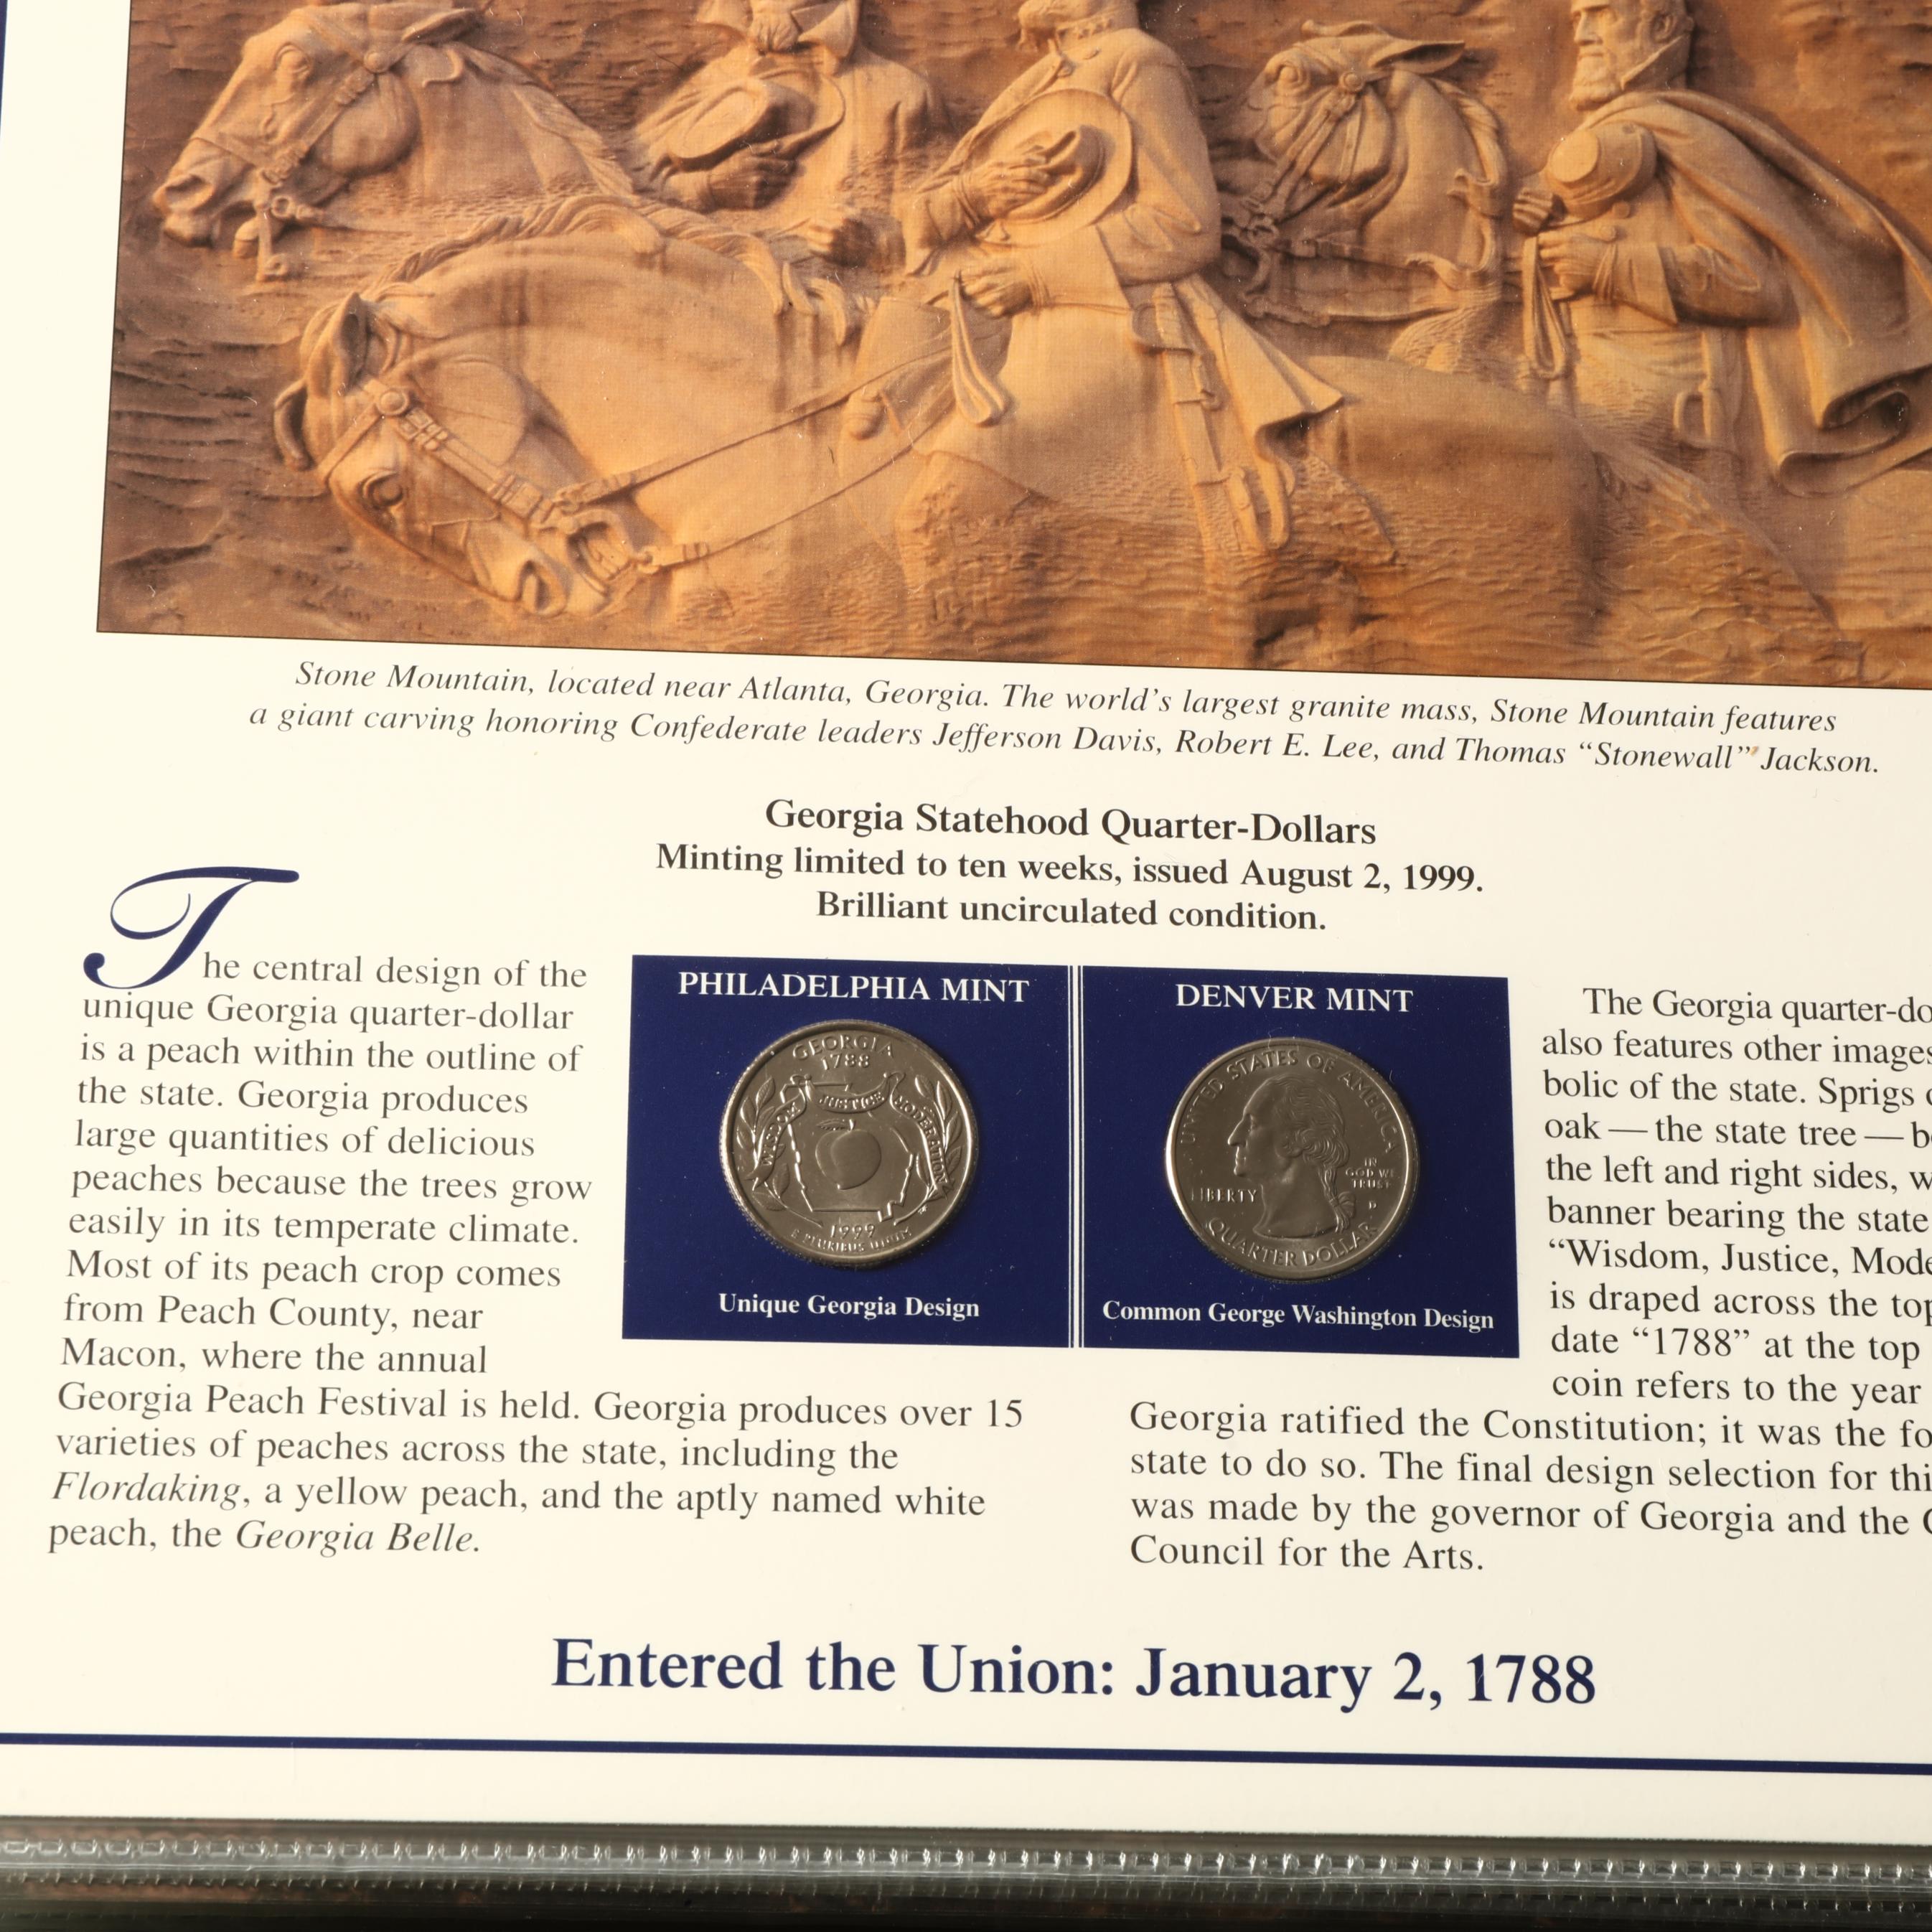 Stone Mountain, located near Atlanta, Georgia. The world's largest granite mass, Stone Mountain features
a giant carving honoring Confederate leaders Jefferson Davis, Robert E. Lee, and Thomas “Stonewall” Jackson.
Georgia Statehood Quarter-Dollars
Minting limited to ten weeks, issued August 2, 1999.
Brilliant uncirculated condition.
The central design of the
unique Georgia quarter-dollar
is a peach within the outline of
the state. Georgia produces
large quantities of delicious
peaches because the trees grow
easily in its temperate climate.
Most of its peach crop comes
from Peach County, near
Macon, where the annual
Georgia Peach Festival is held. Georgia produces over 15
varieties of peaches across the state, including the
Flordaking, a yellow peach, and the aptly named white
peach, the Georgia Belle.
PHILADELPHIA MINT
GEORGIA
1788
WISDOM JUSTICE MODERATION
1999
E PLURIBUS UNUM
Unique Georgia Design
DENVER MINT
UNITED STATES OF AMERICA
IN
GOD WE
TRUST
LIBERTY
D
QUARTER DOLLAR
Common George Washington Design
The Georgia quarter-do
also features other images
bolic of the state. Sprigs
oak — the state tree — b
the left and right sides, w
banner bearing the state
“Wisdom, Justice, Mode
is draped across the top
date “1788” at the top
coin refers to the year
Georgia ratified the Constitution; it was the fo
state to do so. The final design selection for thi
was made by the governor of Georgia and the
Council for the Arts.
Entered the Union: January 2, 1788